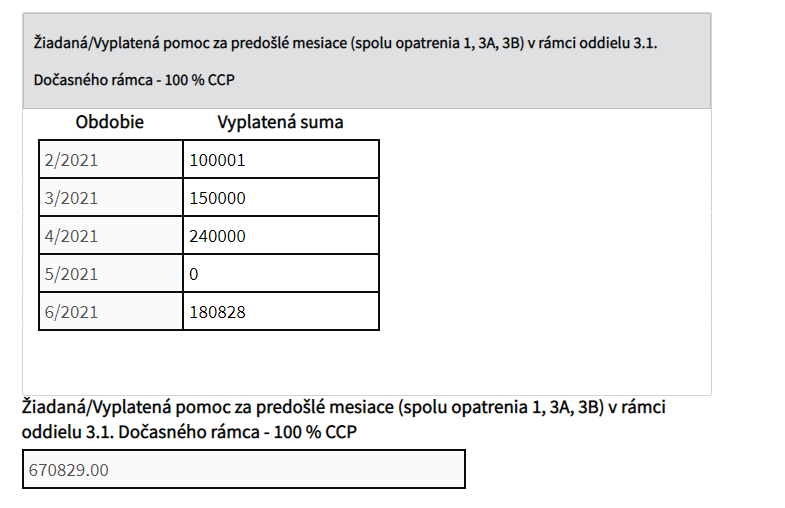 Žiadaná/Vyplatená pomoc za predošlé mesiace (spolu opatrenia 1, 3A, 3B) v rámci oddielu 3.1.
Dočasného rámca - 100 % CCP
Obdobie Vyplatená suma
2/2021 100001
3/2021 150000
4/2021 240000
5/2021 0
6/2021 180828
Žiadaná/Vyplatená pomoc za predošlé mesiace (spolu opatrenia 1, 3A, 3B) v rámci
oddielu 3.1. Dočasného rámca - 100 % CCP
670829.00